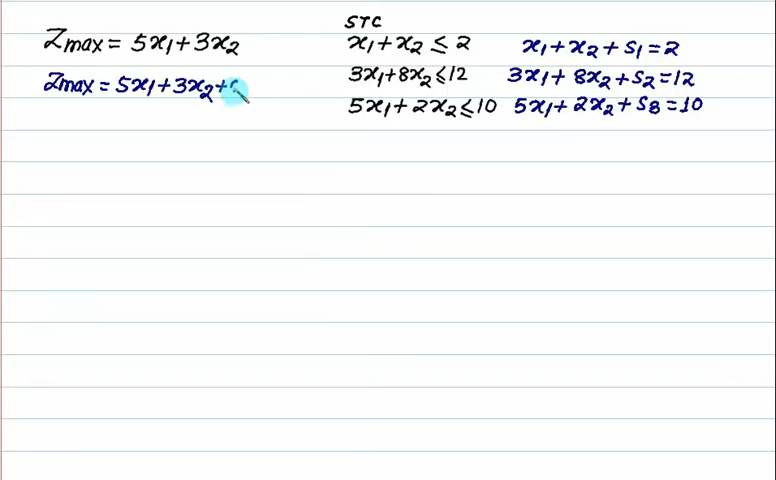 STC
Zmax = 5x₁+3x₂
x₁+x₂ ≤ 2
x₁+x₂+S₁=2
3x₁+8x₂≤12
3x₁+8x₂+S₂=12
Zmax = 5x₁+3x₂+
5x₁+2x₂≤10
5x₁+2x₂+S3=10